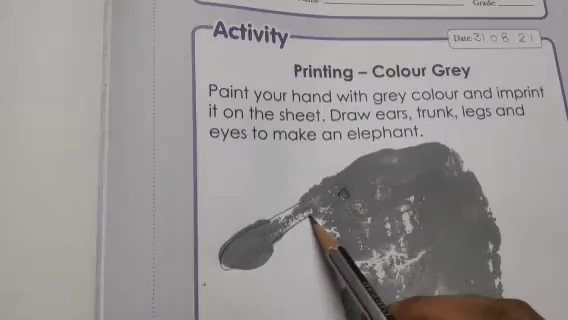 Grade:
Activity
Date: 31 08 21
Printing – Colour Grey
Paint your hand with grey colour and imprint
it on the sheet. Draw ears, trunk, legs and
eyes to make an elephant.